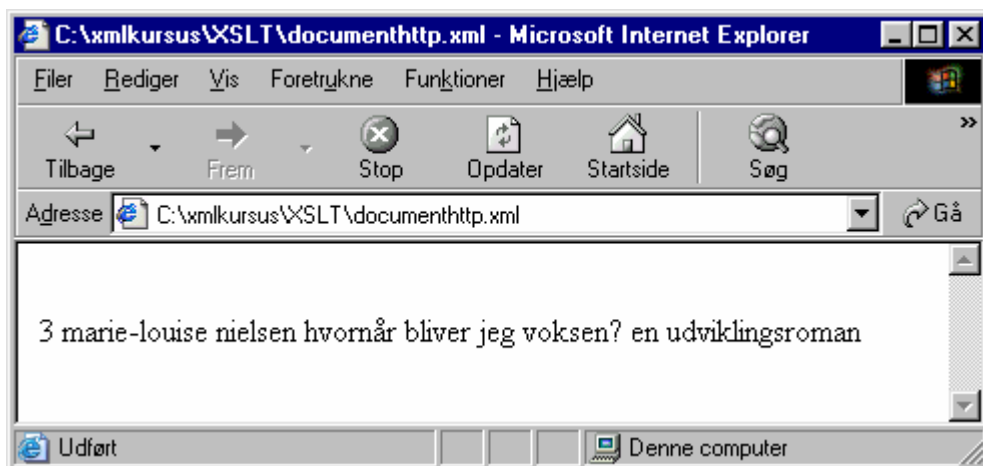 C:\xmlkursus\XSLT\documenthttp.xml - Microsoft Internet Explorer
Filer Rediger Vis Foretrukne Funktioner Hjælp
Tilbage Frem Stop Opdater Startside Søg »
Adresse C:\xmlkursus\XSLT\documenthttp.xml Gå
3 marie-louise nielsen hvornår bliver jeg voksen? en udviklingsroman
Udført Denne computer